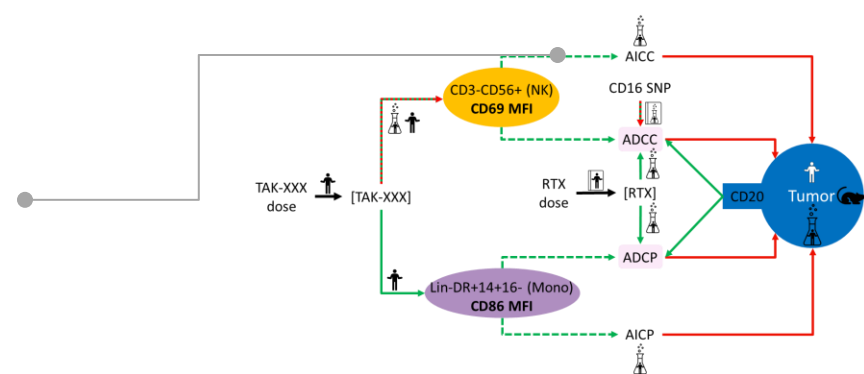 AICC
CD3-CD56+ (NK)
CD69 MFI
CD16 SNP
ADCC
TAK-XXX
dose
[TAK-XXX]
RTX
dose
[RTX]
CD20
Tumor
ADCP
Lin-DR+14+16- (Mono)
CD86 MFI
AICP